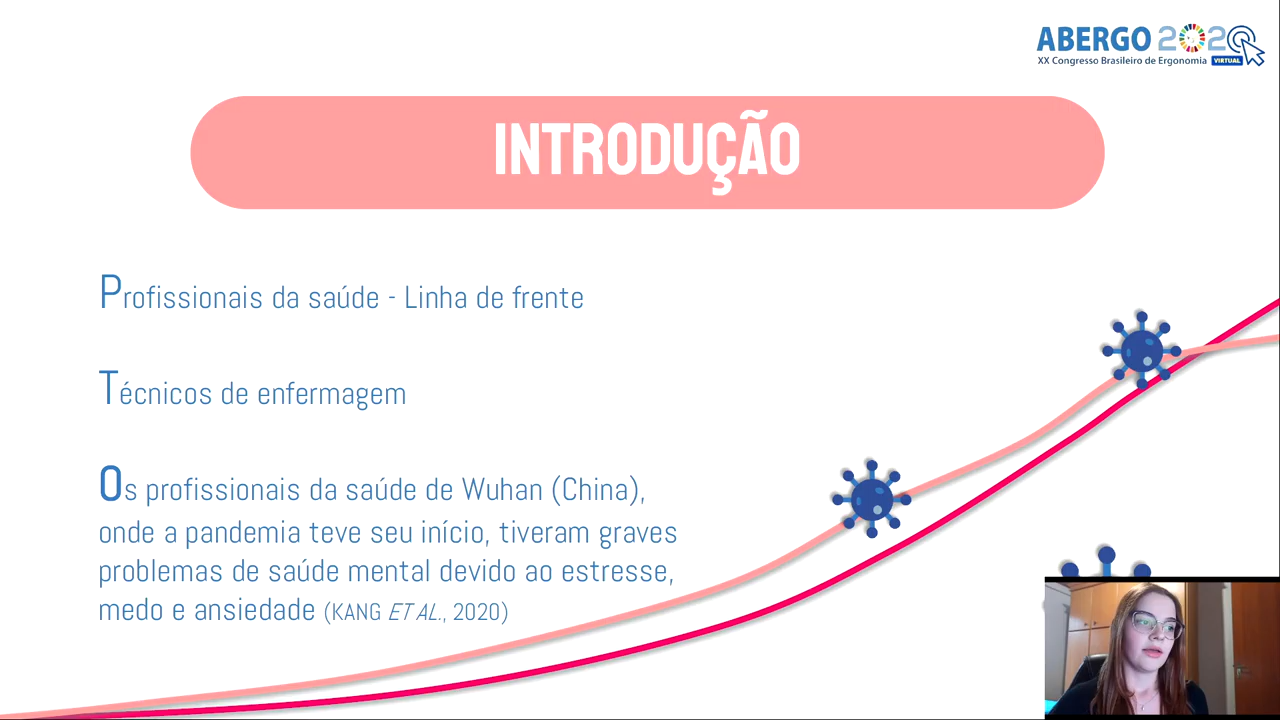 ABERGO 2020
XX Congresso Brasileiro de Ergonomia VIRTUAL
INTRODUÇÃO
Profissionais da saúde - Linha de frente
Técnicos de enfermagem
Os profissionais da saúde de Wuhan (China),
onde a pandemia teve seu início, tiveram graves
problemas de saúde mental devido ao estresse,
medo e ansiedade (KANG ET AL., 2020)